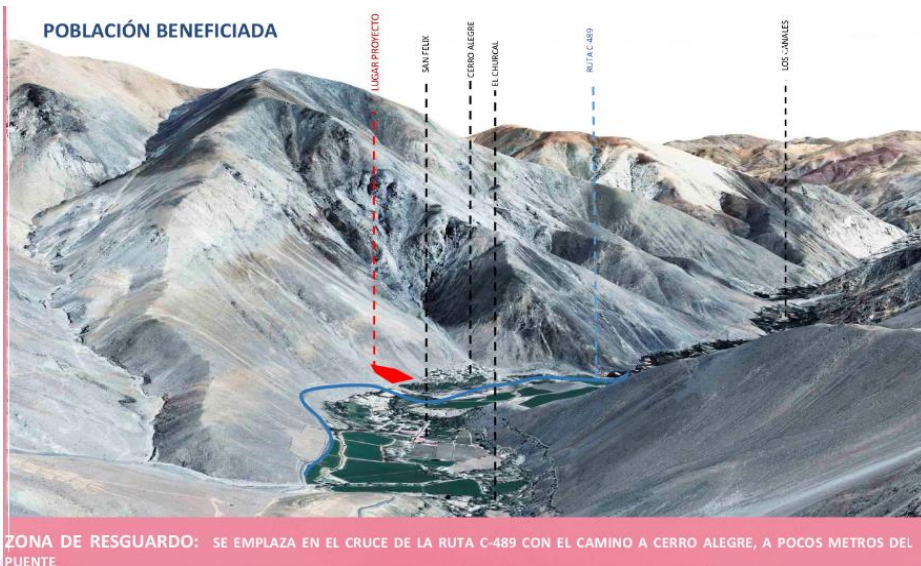 POBLACIÓN BENEFICIADA
LUGAR PROYECTO
SAN FELIX
CERRO ALEGRE
EL CHURCAL
RUTA C-489
LOS CANALES
ZONA DE RESGUARDO: SE EMPLAZA EN EL CRUCE DE LA RUTA C-489 CON EL CAMINO A CERRO ALEGRE, A POCOS METROS DEL
PUENTE